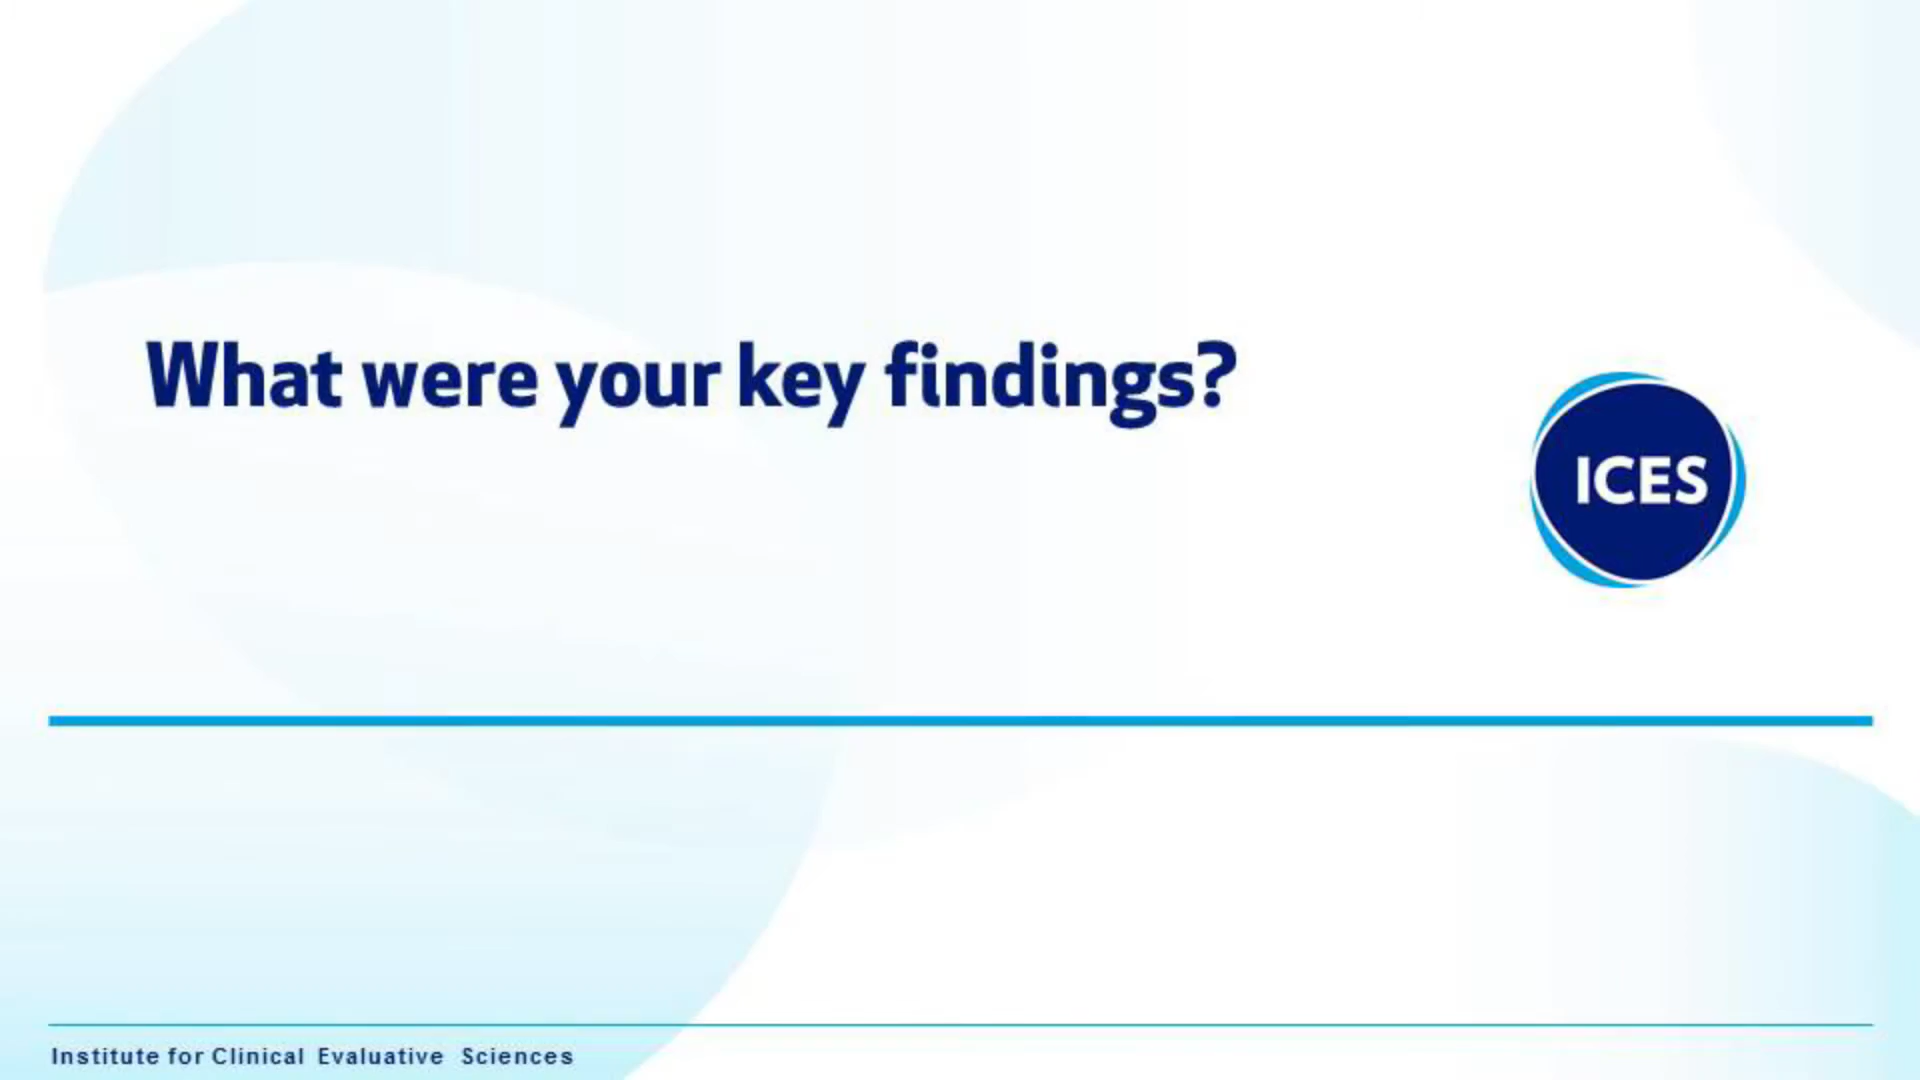 What were your key findings?
ICES
Institute for Clinical Evaluative Sciences